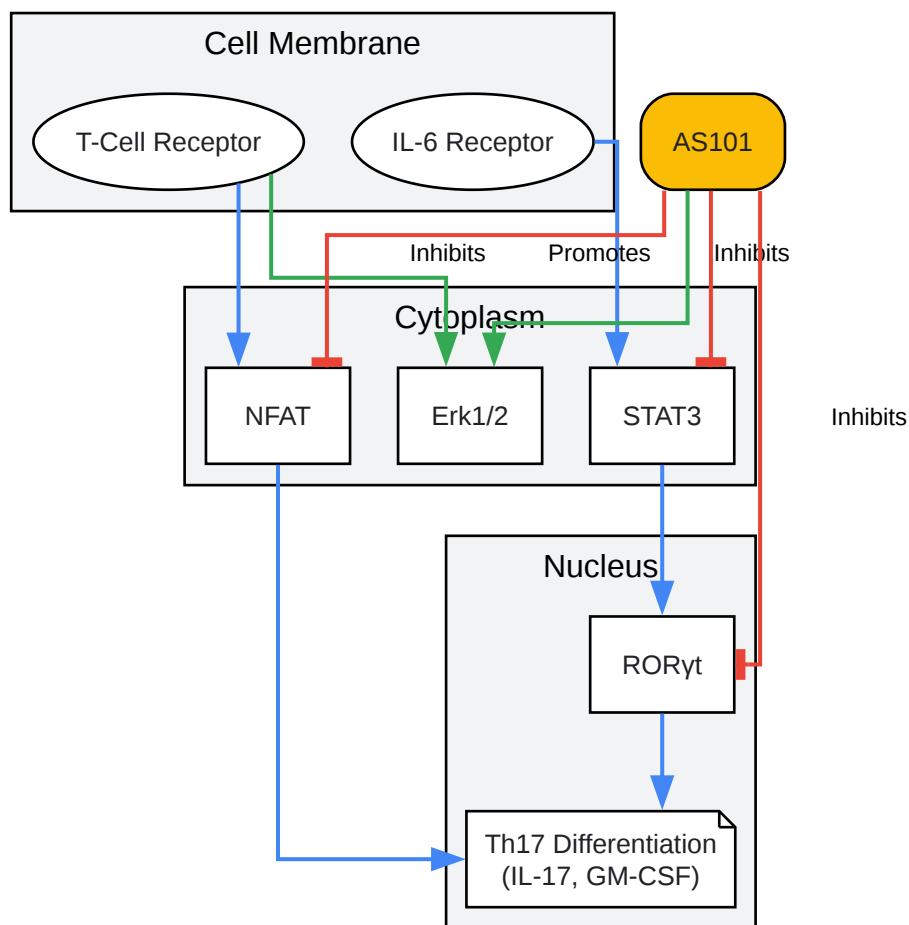 Cell Membrane
T-Cell Receptor
IL-6 Receptor
AS101
Inhibits
Promotes
Inhibits
Cytoplasm
NFAT
Erk1/2
STAT3
Inhibits
Nucleus
RORγt
Th17 Differentiation
(IL-17, GM-CSF)